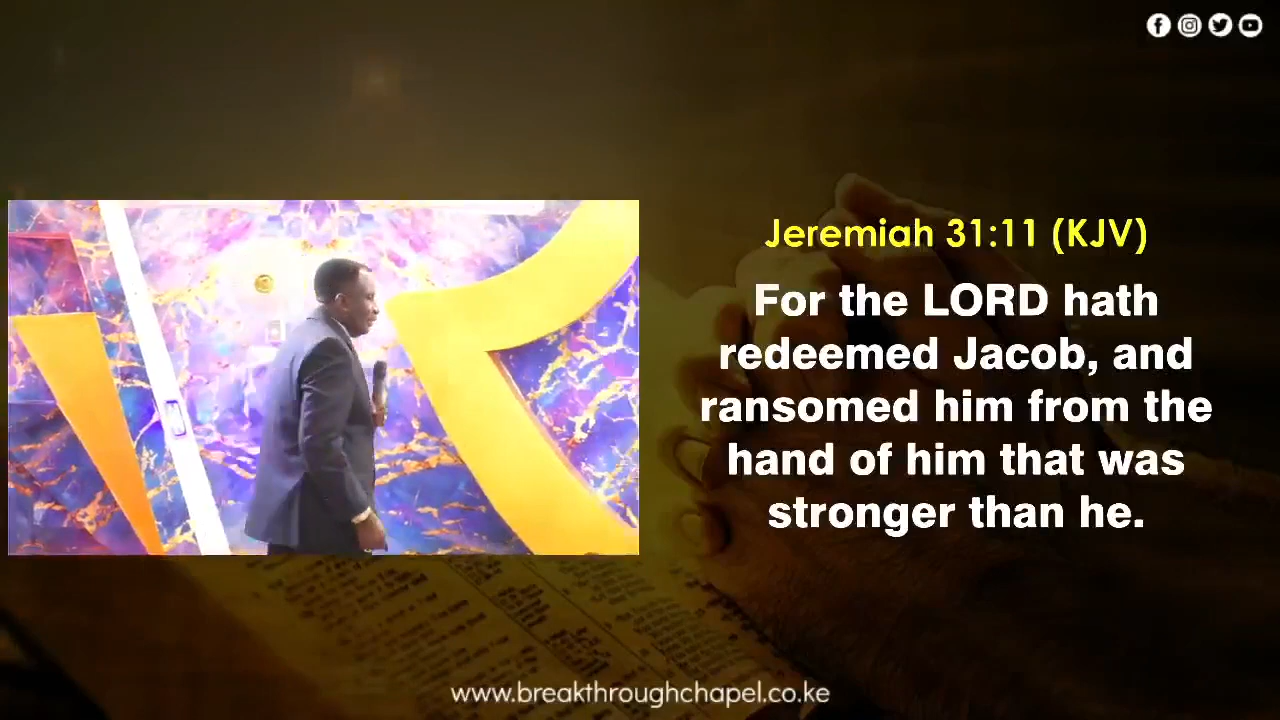 Jeremiah 31:11 (KJV)
For the LORD hath
redeemed Jacob, and
ransomed him from the
hand of him that was
stronger than he.
www.breakthroughchapel.co.ke